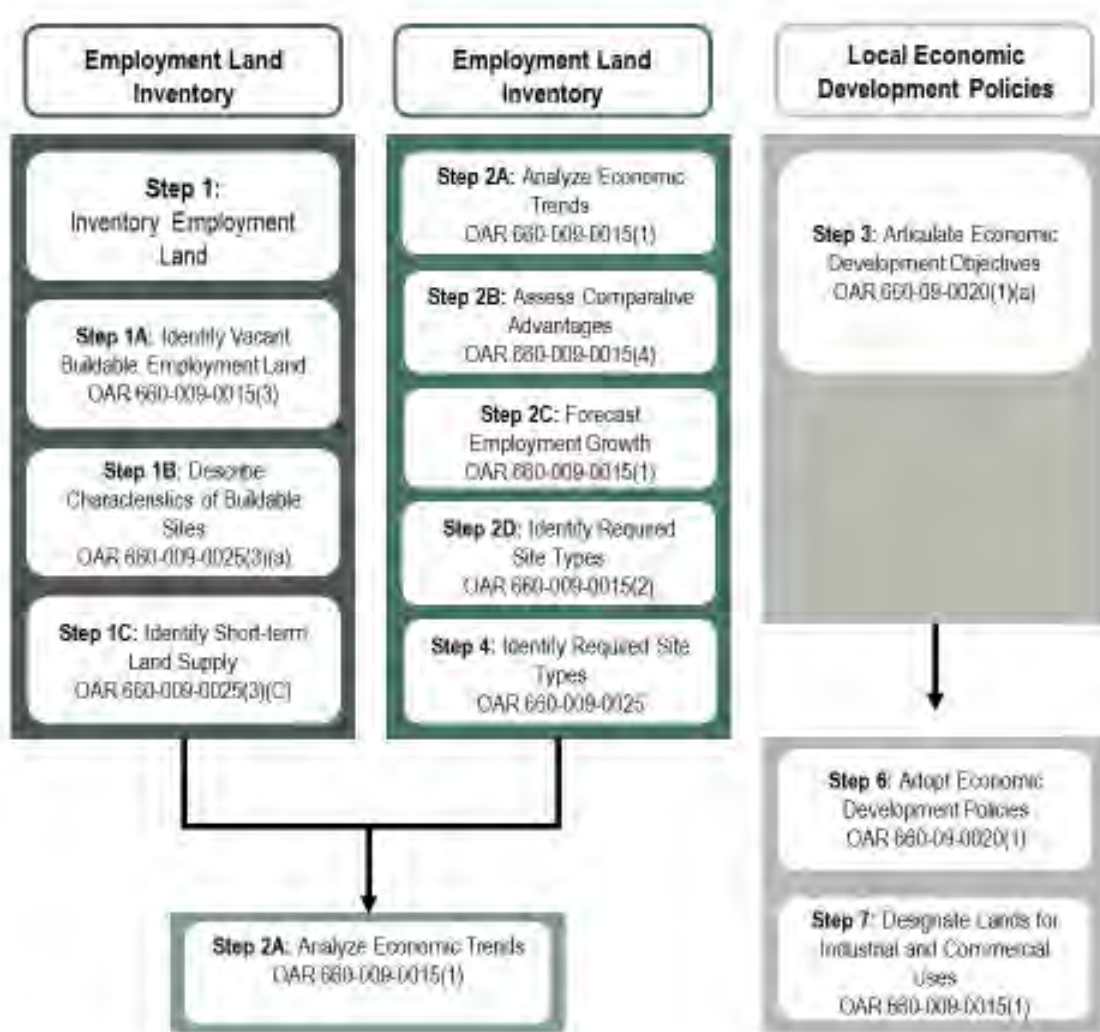 Employment Land
Inventory
Step 1:
Inventory Employment
Land
Step 1A: Identify Vacant
Buildable Employment Land
OAR 660-009-0015(3)
Step 1B: Describe
Characteristics of Buildable
Sites
OAR 660-009-0025(3)(a)
Step 1C: Identify Short-term
Land Supply
OAR 660-009-0025(3)(C)
Employment Land
Inventory
Step 2A: Analyze Economic
Trends
OAR 660-009-0015(1)
Step 2B: Assess Comparative
Advantages
OAR 660-009-0015(4)
Step 2C: Forecast
Employment Growth
OAR 660-009-0015(1)
Step 2D: Identify Required
Site Types
OAR 660-009-0015(2)
Step 4: Identify Required Site
Types
OAR 660-009-0025
Step 2A: Analyze Economic Trends
OAR 660-009-0015(1)
Local Economic
Development Policies
Step 3: Articulate Economic
Development Objectives
OAR 660-09-0020(1)(a)
Step 6: Adopt Economic
Development Policies
OAR 660-09-0020(1)
Step 7: Designate Lands for
Industrial and Commercial
Uses
OAR 660-009-0015(1)